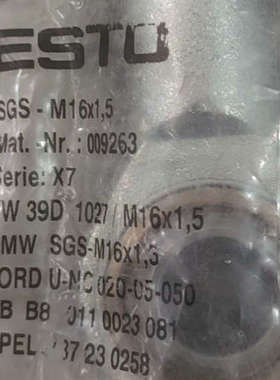 ESTO
SGS - M16x1,5
Mat. - Nr. : 009263
Serie: X7
W 39D 1027 / M16x1,5
MW SGS-M16x1,5
ORD U-NC 020-05-050
B B8 011 0023 081
PEL. 37 23 0258